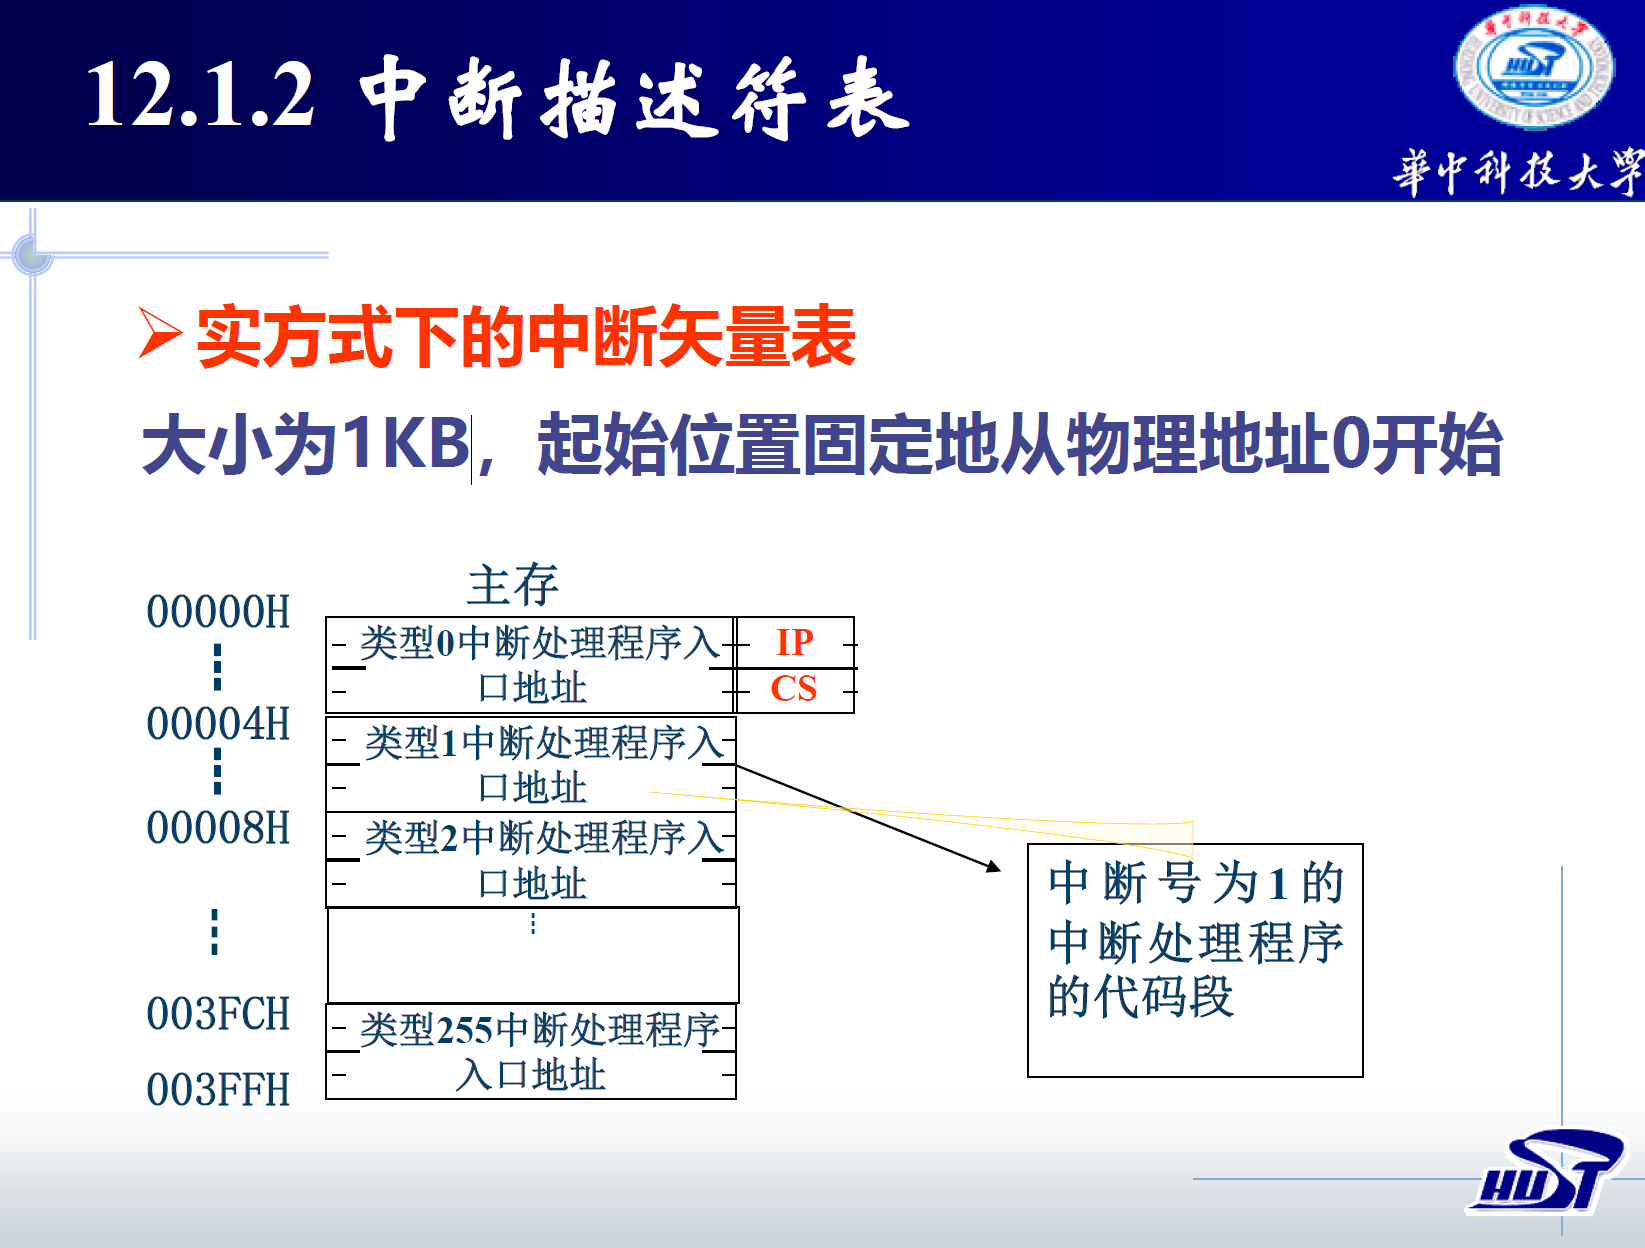 12.1.2 中断描述符表
華中科技大学
实方式下的中断矢量表
大小为1KB，起始位置固定地从物理地址0开始
主存
00000H
类型0中断处理程序入
口地址
IP
CS
00004H
类型1中断处理程序入
口地址
00008H
类型2中断处理程序入
口地址
中断号为1的
中断处理程序
的代码段
003FCH
类型255中断处理程序
入口地址
003FFH
HUST